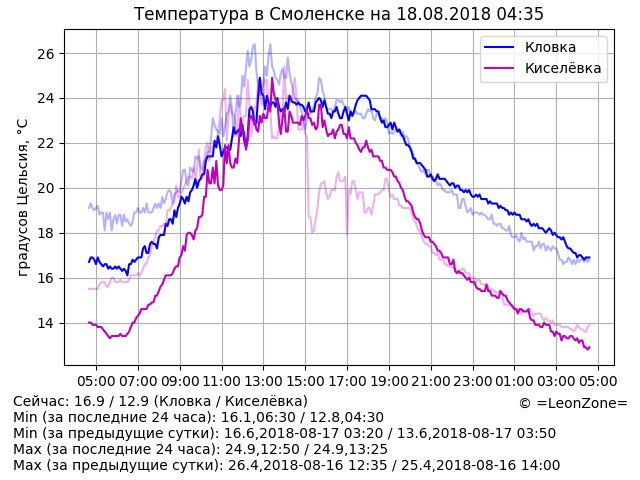 Температура в Смоленске на 18.08.2018 04:35
Кловка
Киселёвка
градусов Цельсия, °C
26
24
22
20
18
16
14
05:00 07:00 09:00 11:00 13:00 15:00 17:00 19:00 21:00 23:00 01:00 03:00 05:00
Сейчас: 16.9 / 12.9 (Кловка / Киселёвка)
© =LeonZone=
Min (за последние 24 часа): 16.1,06:30 / 12.8,04:30
Min (за предыдущие сутки): 16.6,2018-08-17 03:20 / 13.6,2018-08-17 03:50
Max (за последние 24 часа): 24.9,12:50 / 24.9,13:25
Max (за предыдущие сутки): 26.4,2018-08-16 12:35 / 25.4,2018-08-16 14:00